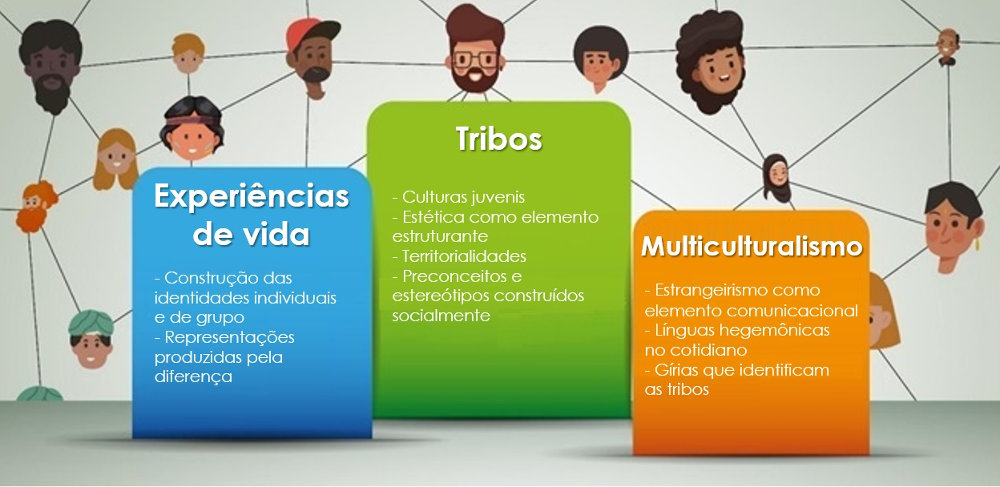 Experiências
de vida
- Construção das
identidades individuais
e de grupo
- Representações
produzidas pela
diferença
Tribos
- Culturas juvenis
- Estética como elemento
estruturante
- Territorialidades
- Preconceitos e
estereótipos construídos
socialmente
Multiculturalismo
- Estrangeirismo como
elemento comunicacional
- Línguas hegemônicas
no cotidiano
- Gírias que identificam
as tribos